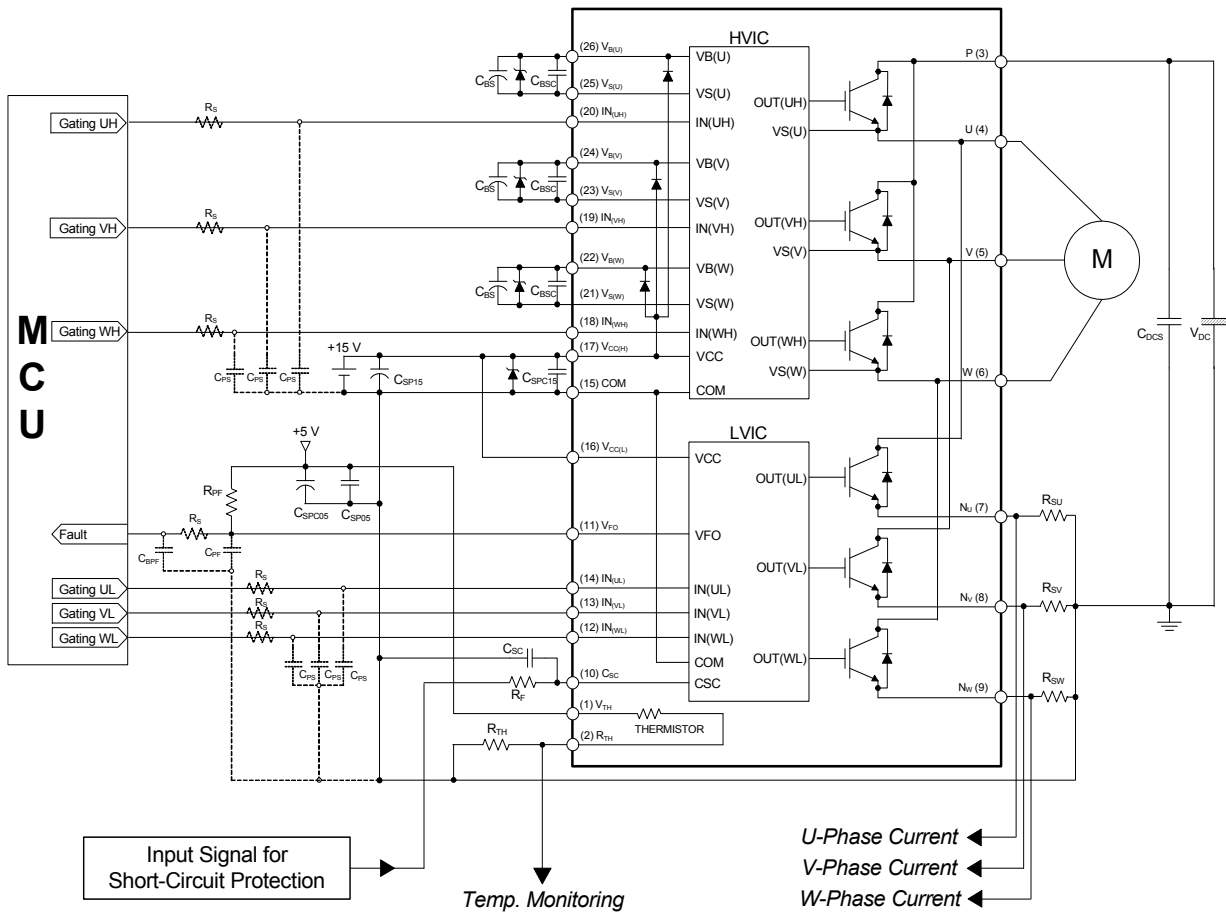 MCU
Gating UH
Gating VH
Gating WH
Fault
Gating UL
Gating VL
Gating WL
RS
RS
RS
CPS
CPS
CPS
+15 V
CSP15
CSPC15
+5 V
RPF
CSPC05
CSP05
RS
CBPF
CPF
RS
RS
RS
CPS
CPS
CPS
CSC
RF
RTH
CBS
CBSC
CBS
CBSC
CBS
CBSC
(26) VB(U)
(25) VS(U)
(20) IN(UH)
(24) VB(V)
(23) VS(V)
(19) IN(VH)
(22) VB(W)
(21) VS(W)
(18) IN(WH)
(17) VCC(H)
(15) COM
(16) VCC(L)
(11) VFO
(14) IN(UL)
(13) IN(VL)
(12) IN(WL)
(10) CSC
(1) VTH
(2) RTH
THERMISTOR
HVIC
VB(U)
VS(U)
IN(UH)
VB(V)
VS(V)
IN(VH)
VB(W)
VS(W)
IN(WH)
VCC
COM
OUT(UH)
VS(U)
OUT(VH)
VS(V)
OUT(WH)
VS(W)
LVIC
VCC
VFO
IN(UL)
IN(VL)
IN(WL)
COM
CSC
OUT(UL)
OUT(VL)
OUT(WL)
P (3)
U (4)
V (5)
W (6)
NU (7)
NV (8)
NW (9)
RSU
RSV
RSW
M
CDCS
VDC
Input Signal for
Short-Circuit Protection
Temp. Monitoring
U-Phase Current
V-Phase Current
W-Phase Current